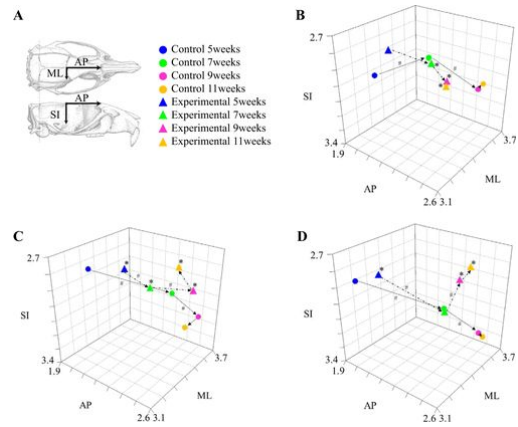 A
AP
ML
AP
SI
Control 5weeks
Control 7weeks
Control 9weeks
Control 11weeks
Experimental 5weeks
Experimental 7weeks
Experimental 9weeks
Experimental 11weeks
B
2.7
SI
3.4
1.9
AP
2.6 3.1
ML
3.7
C
2.7
SI
3.4
1.9
AP
2.6 3.1
ML
3.7
D
2.7
SI
3.4
1.9
AP
2.6 3.1
ML
3.7